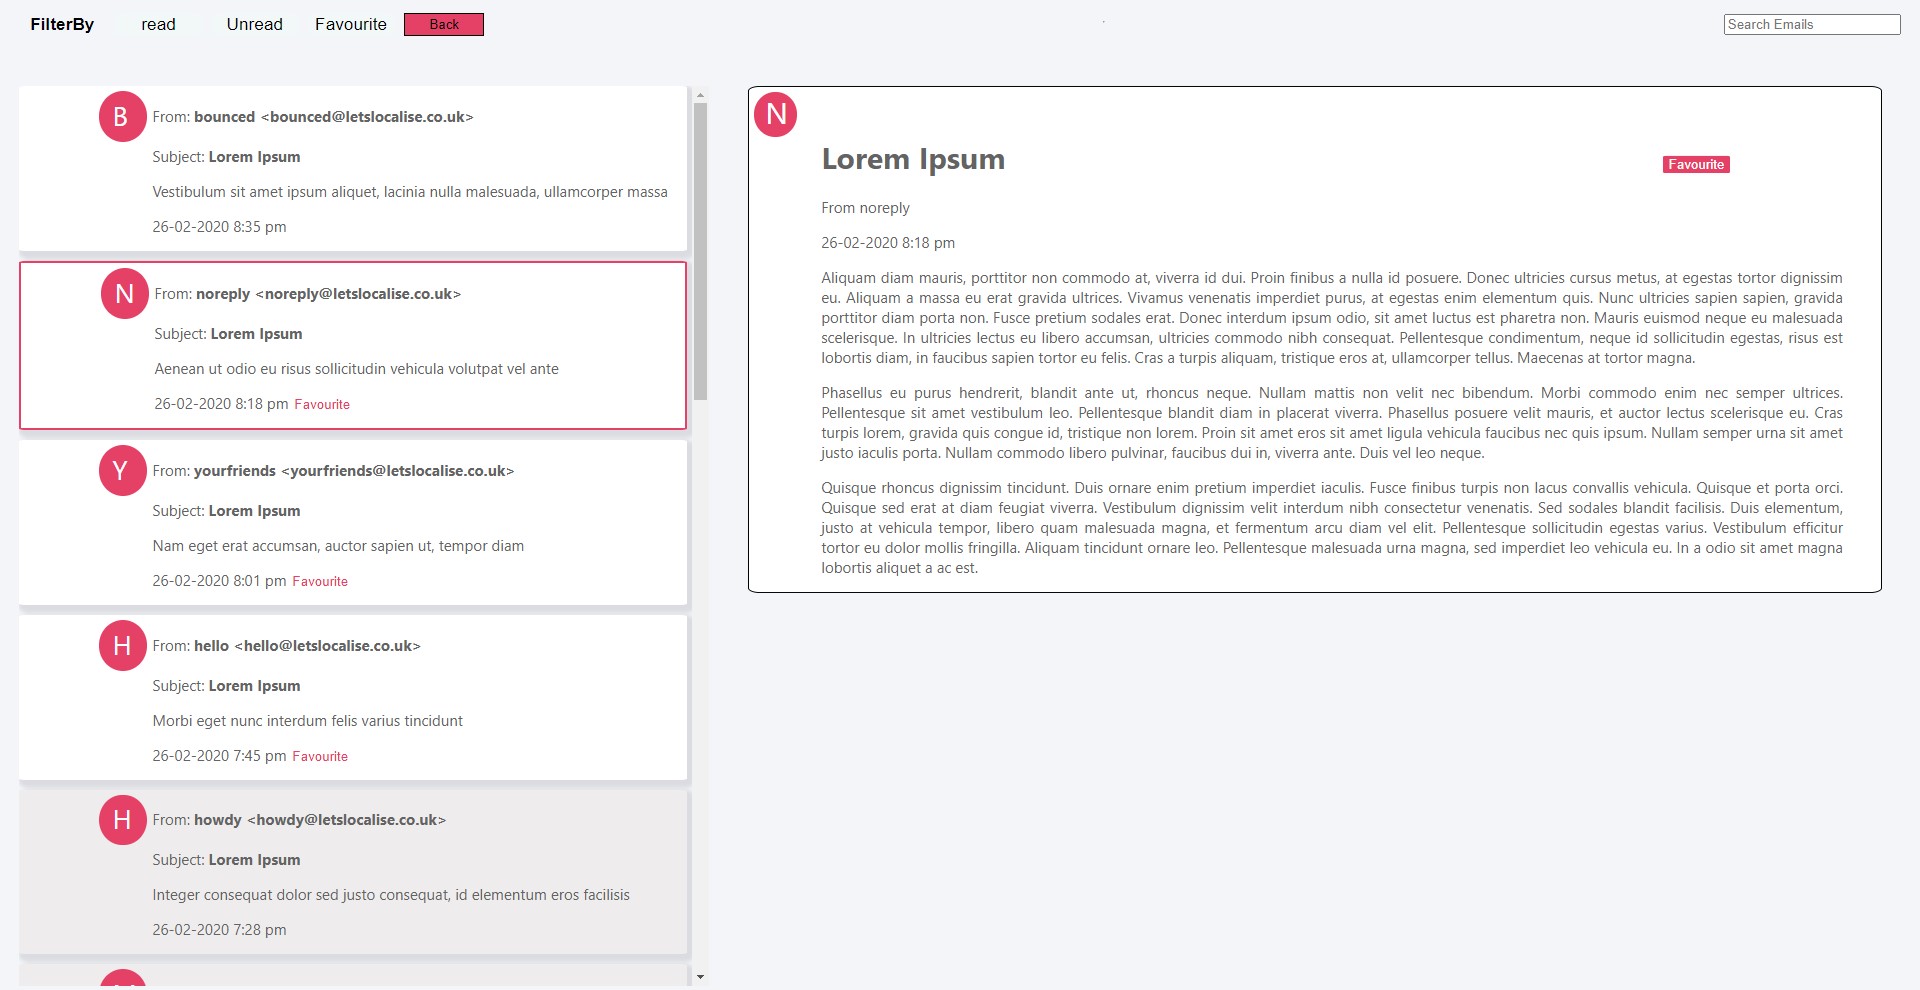 FilterBy read Unread Favourite Back Search Emails
B
From: bounced <bounced@letslocalise.co.uk>
Subject: Lorem Ipsum
Vestibulum sit amet ipsum aliquet, lacinia nulla malesuada, ullamcorper massa
26-02-2020 8:35 pm
N
From: noreply <noreply@letslocalise.co.uk>
Subject: Lorem Ipsum
Aenean ut odio eu risus sollicitudin vehicula volutpat vel ante
26-02-2020 8:18 pm Favourite
Y
From: yourfriends <yourfriends@letslocalise.co.uk>
Subject: Lorem Ipsum
Nam eget erat accumsan, auctor sapien ut, tempor diam
26-02-2020 8:01 pm Favourite
H
From: hello <hello@letslocalise.co.uk>
Subject: Lorem Ipsum
Morbi eget nunc interdum felis varius tincidunt
26-02-2020 7:45 pm Favourite
H
From: howdy <howdy@letslocalise.co.uk>
Subject: Lorem Ipsum
Integer consequat dolor sed justo consequat, id elementum eros facilisis
26-02-2020 7:28 pm
N
Lorem Ipsum
Favourite
From noreply
26-02-2020 8:18 pm
Aliquam diam mauris, porttitor non commodo at, viverra id dui. Proin finibus a nulla id posuere. Donec ultricies cursus metus, at egestas tortor dignissim
eu. Aliquam a massa eu erat gravida ultrices. Vivamus venenatis imperdiet purus, at egestas enim elementum quis. Nunc ultricies sapien sapien, gravida
porttitor diam porta non. Fusce pretium sodales erat. Donec interdum ipsum odio, sit amet luctus est pharetra non. Mauris euismod neque eu malesuada
scelerisque. In ultricies lectus eu libero accumsan, ultricies commodo nibh consequat. Pellentesque condimentum, neque id sollicitudin egestas, risus est
lobortis diam, in faucibus sapien tortor eu felis. Cras a turpis aliquam, tristique eros at, ullamcorper tellus. Maecenas at tortor magna.
Phasellus eu purus hendrerit, blandit ante ut, rhoncus neque. Nullam mattis non velit nec bibendum. Morbi commodo enim nec semper ultrices.
Pellentesque sit amet vestibulum leo. Pellentesque blandit diam in placerat viverra. Phasellus posuere velit mauris, et auctor lectus scelerisque eu. Cras
turpis lorem, gravida quis congue id, tristique non lorem. Proin sit amet eros sit amet ligula vehicula faucibus nec quis ipsum. Nullam semper urna sit amet
justo iaculis porta. Nullam commodo libero pulvinar, faucibus dui in, viverra ante. Duis vel leo neque.
Quisque rhoncus dignissim tincidunt. Duis ornare enim pretium imperdiet iaculis. Fusce finibus turpis non lacus convallis vehicula. Quisque et porta orci.
Quisque sed erat at diam feugiat viverra. Vestibulum dignissim velit interdum nibh consectetur venenatis. Sed sodales blandit facilisis. Duis elementum,
justo at vehicula tempor, libero quam malesuada magna, et fermentum arcu diam vel elit. Pellentesque sollicitudin egestas varius. Vestibulum efficitur
tortor eu dolor mollis fringilla. Aliquam tincidunt ornare leo. Pellentesque malesuada urna magna, sed imperdiet leo vehicula eu. In a odio sit amet magna
lobortis aliquet a ac est.